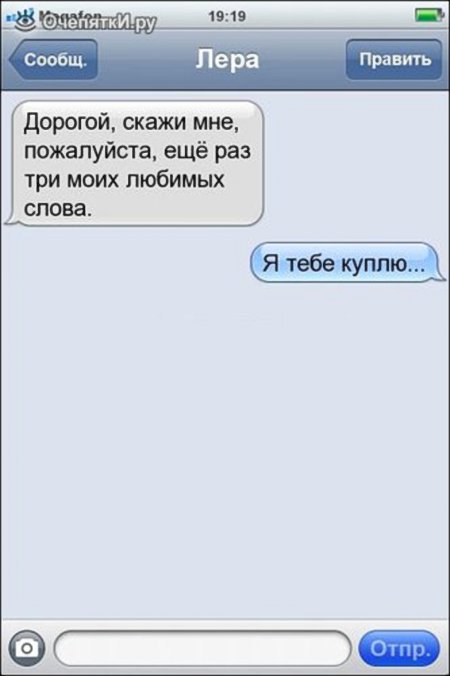 ОчепяткИ.ру
19:19
Сообщ.
Лера
Править
Дорогой, скажи мне,
пожалуйста, ещё раз
три моих любимых
слова.
Я тебе куплю...
Отпр.